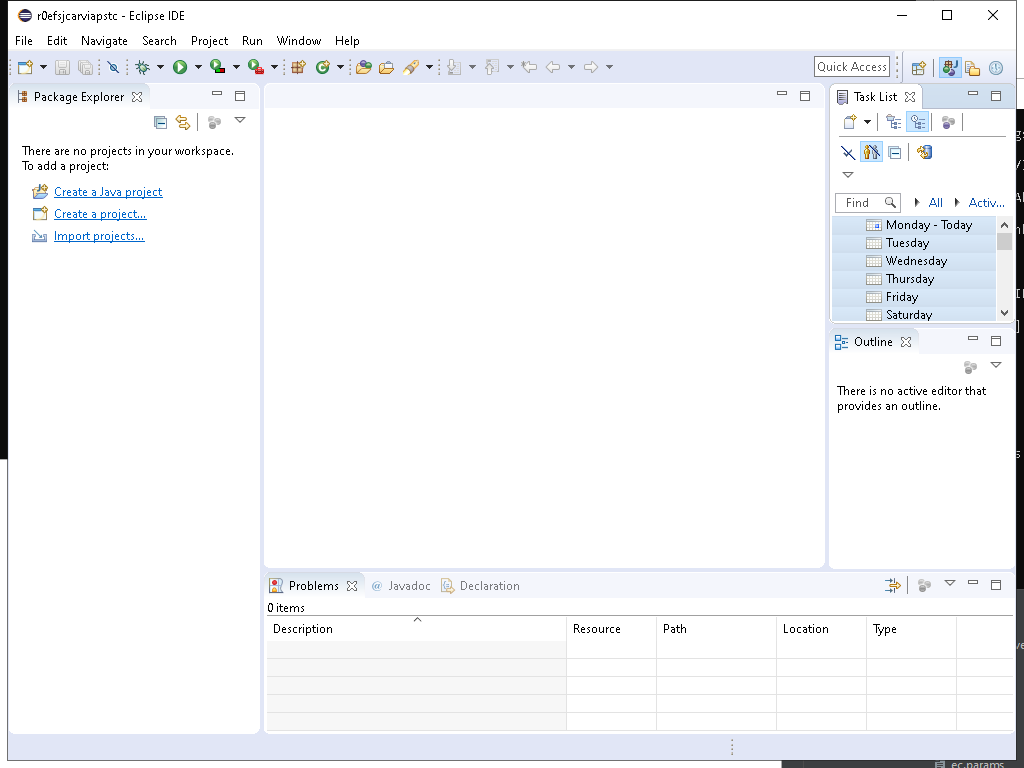 r0efsjcarviapstc - Eclipse IDE
File Edit Navigate Search Project Run Window Help
Quick Access
Package Explorer
There are no projects in your workspace.
To add a project:
Create a Java project
Create a project...
Import projects...
Task List
Find All Activ...
Monday - Today
Tuesday
Wednesday
Thursday
Friday
Saturday
Outline
There is no active editor that
provides an outline.
Problems @ Javadoc Declaration
0 items
Description Resource Path Location Type
ec.params